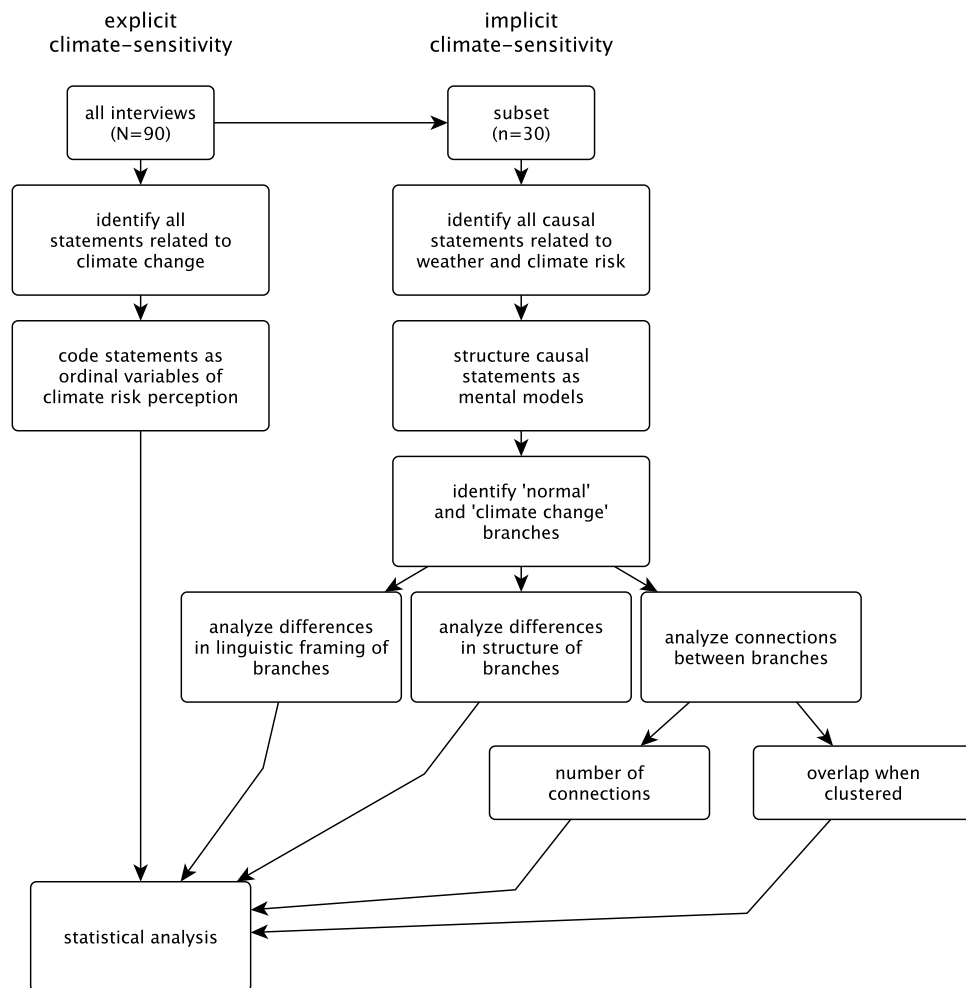 explicit
climate-sensitivity
implicit
climate-sensitivity
all interviews
(N=90)
subset
(n=30)
identify all
statements related to
climate change
identify all causal
statements related to
weather and climate risk
code statements as
ordinal variables of
climate risk perception
structure causal
statements as
mental models
identify 'normal'
and 'climate change'
branches
analyze differences
in linguistic framing of
branches
analyze differences
in structure of
branches
analyze connections
between branches
number of
connections
overlap when
clustered
statistical analysis